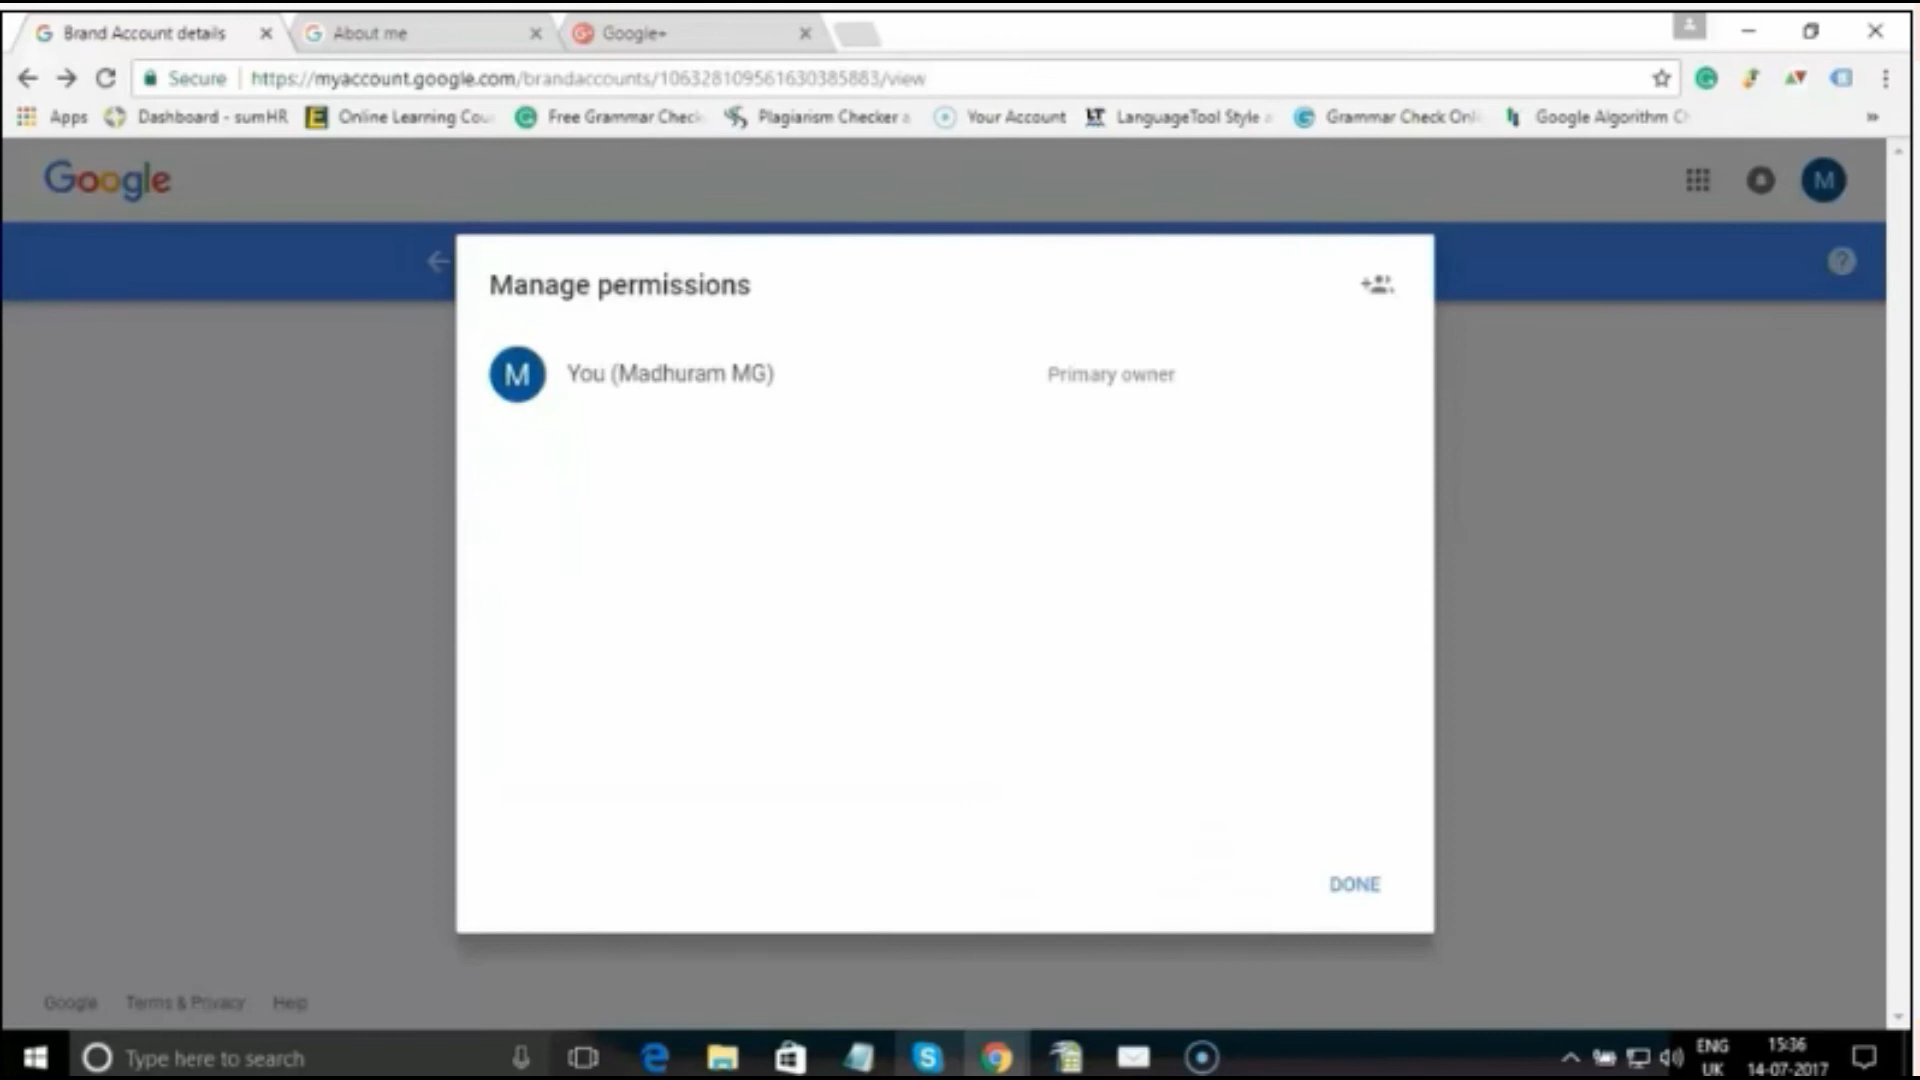 Brand Account details
About me
Google+
Secure https://myaccount.google.com/brandaccounts/106328109561630385883/view
Apps Dashboard - sumHR Online Learning Cou Free Grammar Check Plagiarism Checker a Your Account LanguageTool Style a Grammar Check Onli Google Algorithm Ch
Google
M
Manage permissions
M You (Madhuram MG) Primary owner
DONE
Google Terms & Privacy Help
Type here to search
ENG 15:36
UK 14-07-2017